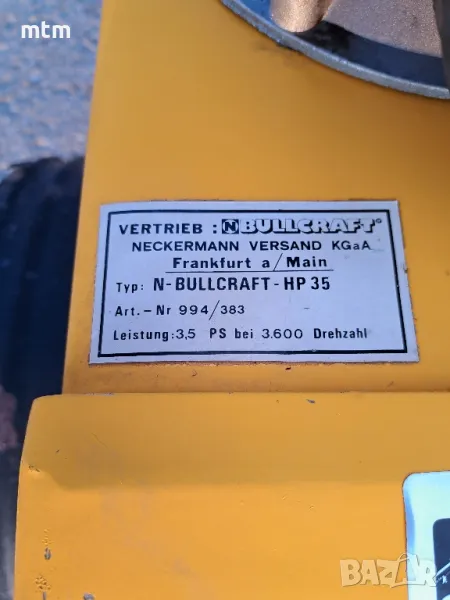 mtm
VERTRIEB : N BULLCRAFT®
NECKERMANN VERSAND KGaA
Frankfurt a/Main
Typ: N-BULLCRAFT-HP 35
Art.-Nr 994/383
Leistung: 3,5 PS bei 3.600 Drehzahl
BAZAR